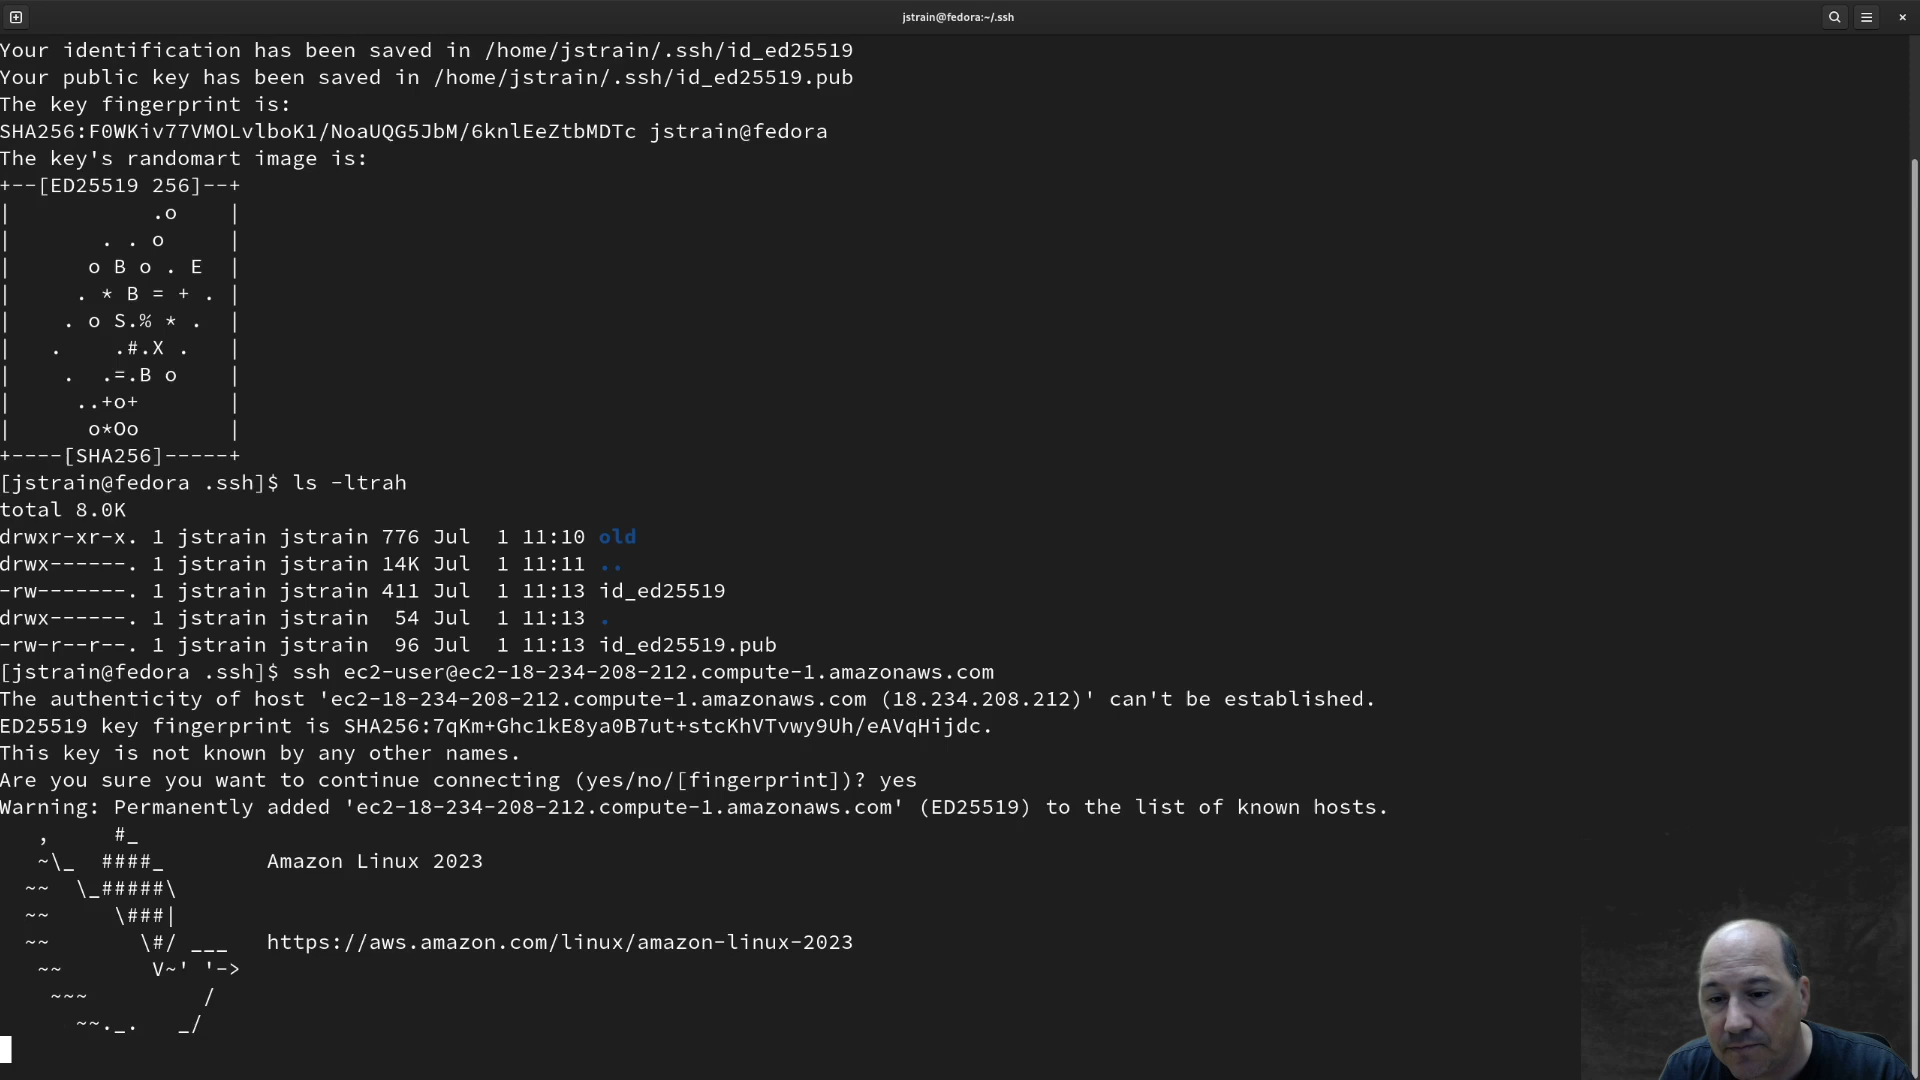 jstrain@fedora:~/.ssh
Your identification has been saved in /home/jstrain/.ssh/id_ed25519
Your public key has been saved in /home/jstrain/.ssh/id_ed25519.pub
The key fingerprint is:
SHA256:F0WKiv77VMOLvlboK1/NoaUQG5JbM/6knlEeZtbMDTc jstrain@fedora
The key's randomart image is:
+--[ED25519 256]--+
|            .o    |
|        . . o     |
|       o B o . E  |
|      . * B = + . |
|     . o S.% * .  |
|    .    .#.X .   |
|     .  .=.B o    |
|      ..+o+       |
|       o*Oo       |
+----[SHA256]-----+
[jstrain@fedora .ssh]$ ls -ltrah
total 8.0K
drwxr-xr-x. 1 jstrain jstrain 776 Jul  1 11:10 old
drwx------. 1 jstrain jstrain 14K Jul  1 11:11 ..
-rw-------. 1 jstrain jstrain 411 Jul  1 11:13 id_ed25519
drwx------. 1 jstrain jstrain  54 Jul  1 11:13 .
-rw-r--r--. 1 jstrain jstrain  96 Jul  1 11:13 id_ed25519.pub
[jstrain@fedora .ssh]$ ssh ec2-user@ec2-18-234-208-212.compute-1.amazonaws.com
The authenticity of host 'ec2-18-234-208-212.compute-1.amazonaws.com (18.234.208.212)' can't be established.
ED25519 key fingerprint is SHA256:7qKm+Ghc1kE8ya0B7ut+stcKhVTvwy9Uh/eAVqHijdc.
This key is not known by any other names.
Are you sure you want to continue connecting (yes/no/[fingerprint])? yes
Warning: Permanently added 'ec2-18-234-208-212.compute-1.amazonaws.com' (ED25519) to the list of known hosts.
   ,     #_
   ~\_  ####_        Amazon Linux 2023
  ~~  \_#####\
  ~~     \###|
  ~~       \#/ ___   https://aws.amazon.com/linux/amazon-linux-2023
   ~~       V~' '->
    ~~~         /
      ~~._.   _/